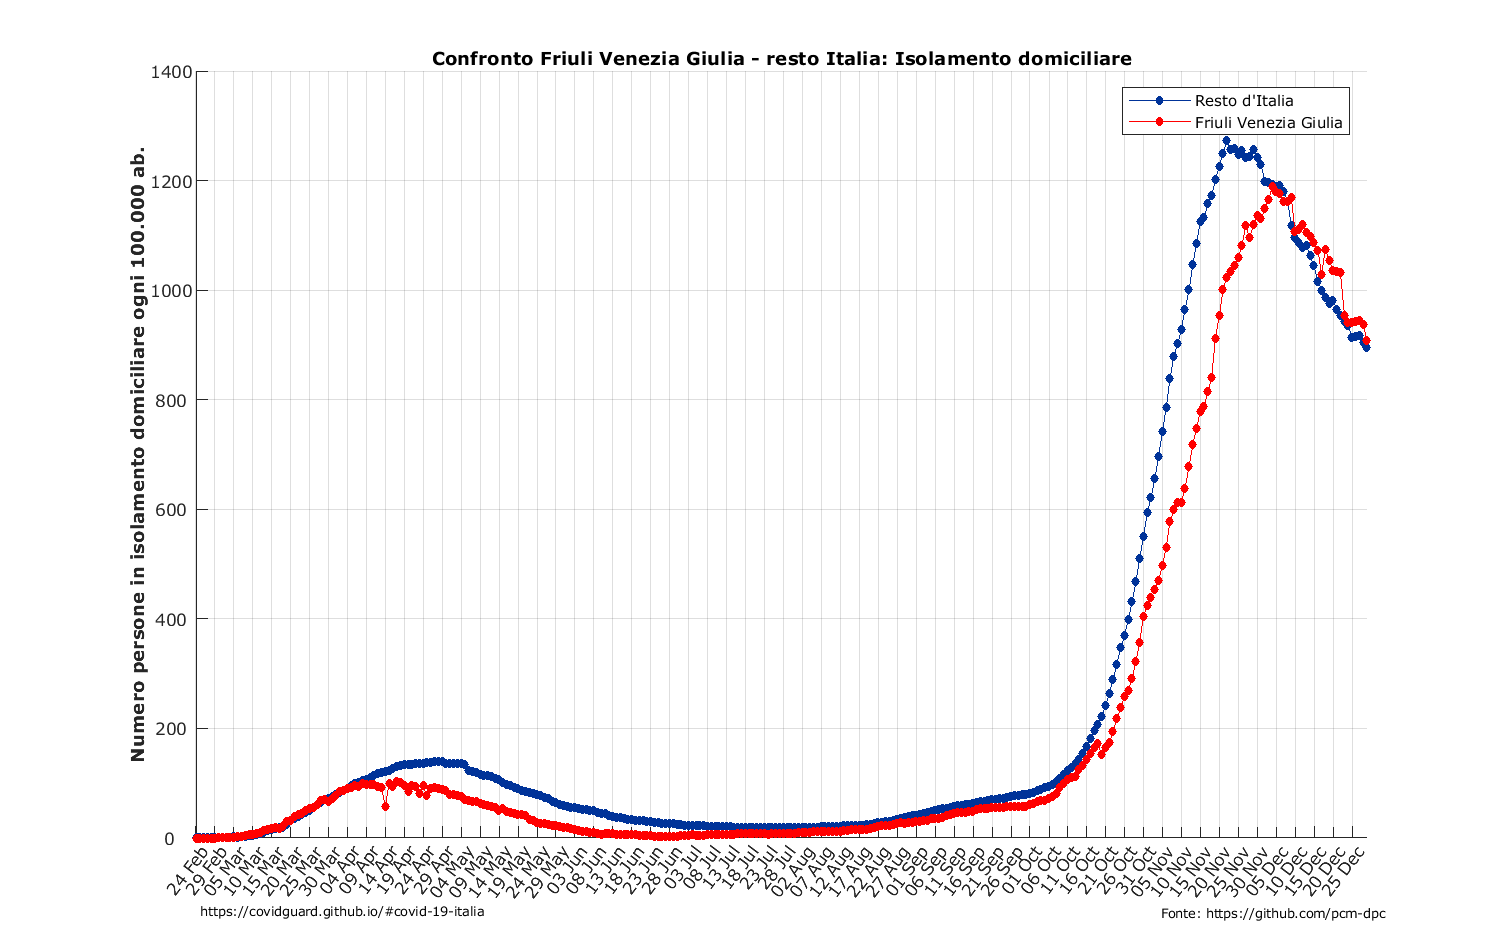 Confronto Friuli Venezia Giulia - resto Italia: Isolamento domiciliare
Resto d'Italia
Friuli Venezia Giulia
Numero persone in isolamento domiciliare ogni 100.000 ab.
1400
1200
1000
800
600
400
200
0
24 Feb
29 Feb
05 Mar
10 Mar
15 Mar
20 Mar
25 Mar
30 Mar
04 Apr
09 Apr
14 Apr
19 Apr
24 Apr
29 Apr
04 May
09 May
14 May
19 May
24 May
29 May
03 Jun
08 Jun
13 Jun
18 Jun
23 Jun
28 Jun
03 Jul
08 Jul
13 Jul
18 Jul
23 Jul
28 Jul
02 Aug
07 Aug
12 Aug
17 Aug
22 Aug
27 Aug
01 Sep
06 Sep
11 Sep
16 Sep
21 Sep
26 Sep
01 Oct
06 Oct
11 Oct
16 Oct
21 Oct
26 Oct
31 Oct
05 Nov
10 Nov
15 Nov
20 Nov
25 Nov
30 Nov
05 Dec
10 Dec
15 Dec
20 Dec
25 Dec
https://covidguard.github.io/#covid-19-italia
Fonte: https://github.com/pcm-dpc